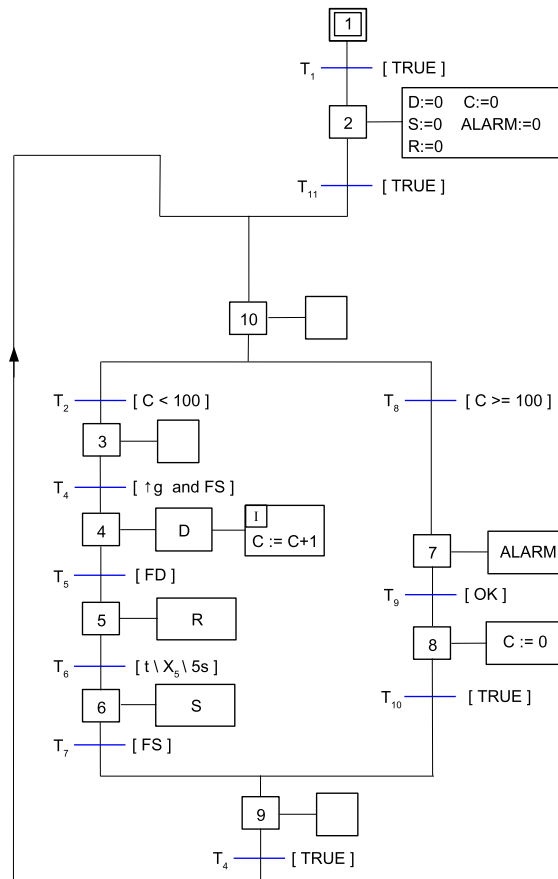 1
T1 [ TRUE ]
2
D:=0 C:=0
S:=0 ALARM:=0
R:=0
T11 [ TRUE ]
10
T2 [ C < 100 ]
T8 [ C >= 100 ]
3
T4 [ ↑g and FS ]
4
D
I
C := C+1
7
ALARM
T5 [ FD ]
T9 [ OK ]
5
R
8
C := 0
T6 [ t \ X5 \ 5s ]
6
S
T10 [ TRUE ]
T7 [ FS ]
9
T4 [ TRUE ]